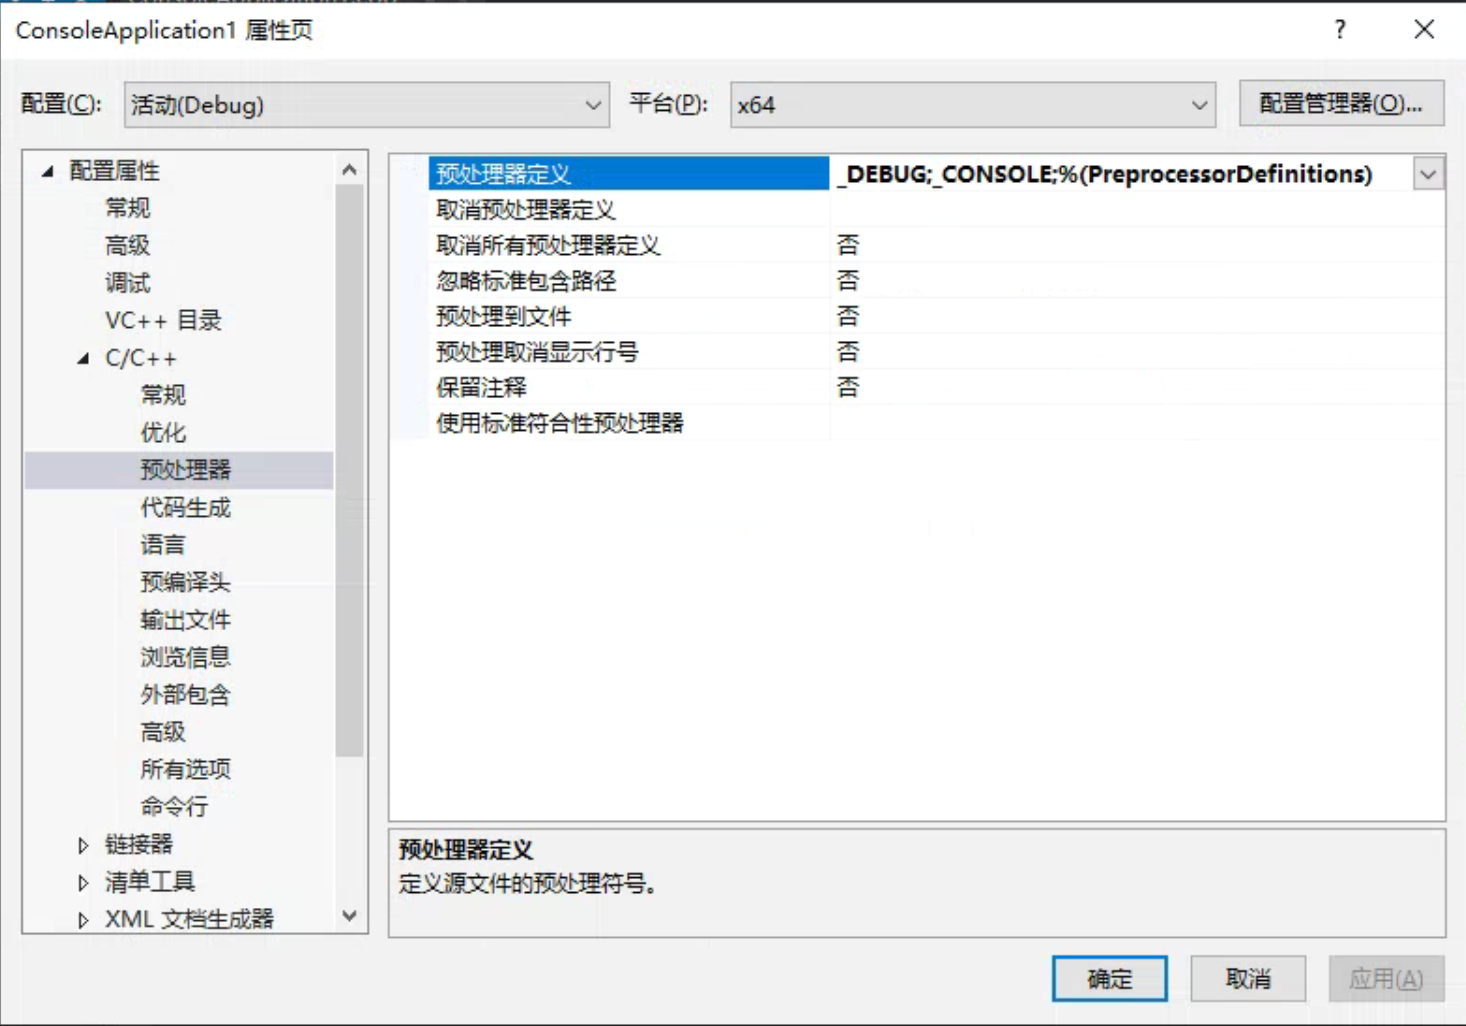 ConsoleApplication1 属性页
?
配置(C):
活动(Debug)
平台(P):
x64
配置管理器(O)...
配置属性
常规
高级
调试
VC++ 目录
C/C++
常规
优化
预处理器
代码生成
语言
预编译头
输出文件
浏览信息
外部包含
高级
所有选项
命令行
链接器
清单工具
XML 文档生成器
预处理器定义 _DEBUG;_CONSOLE;%(PreprocessorDefinitions)
取消预处理器定义
取消所有预处理器定义 否
忽略标准包含路径 否
预处理到文件 否
预处理取消显示行号 否
保留注释 否
使用标准符合性预处理器
预处理器定义
定义源文件的预处理符号。
确定
取消
应用(A)